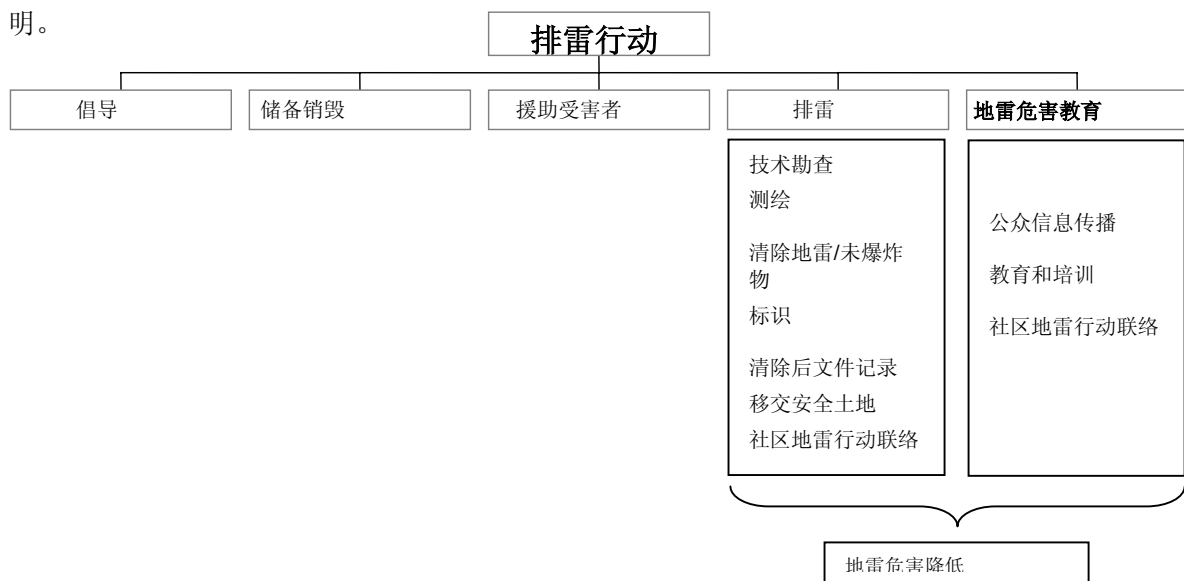 明。
排雷行动
倡导
储备销毁
援助受害者
排雷
地雷危害教育
技术勘查
测绘
清除地雷/未爆炸
物
标识
清除后文件记录
移交安全土地
社区地雷行动联络
公众信息传播
教育和培训
社区地雷行动联络
地雷危害降低